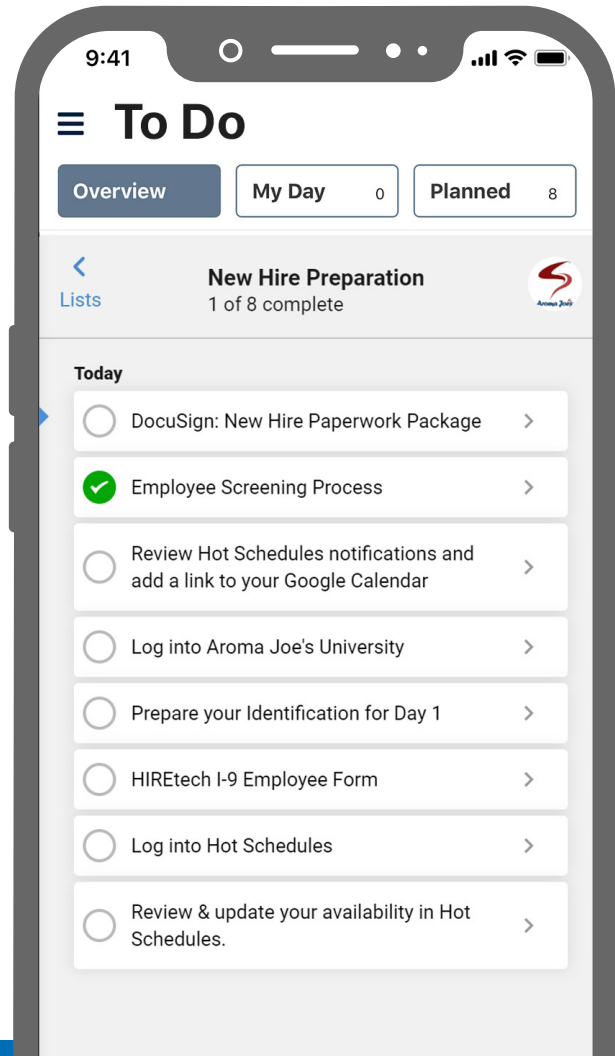 9:41
To Do
Overview
My Day 0
Planned 8
Lists
New Hire Preparation
1 of 8 complete
Aroma Joe's
Today
DocuSign: New Hire Paperwork Package
Employee Screening Process
Review Hot Schedules notifications and
add a link to your Google Calendar
Log into Aroma Joe's University
Prepare your Identification for Day 1
HIREtech I-9 Employee Form
Log into Hot Schedules
Review & update your availability in Hot
Schedules.